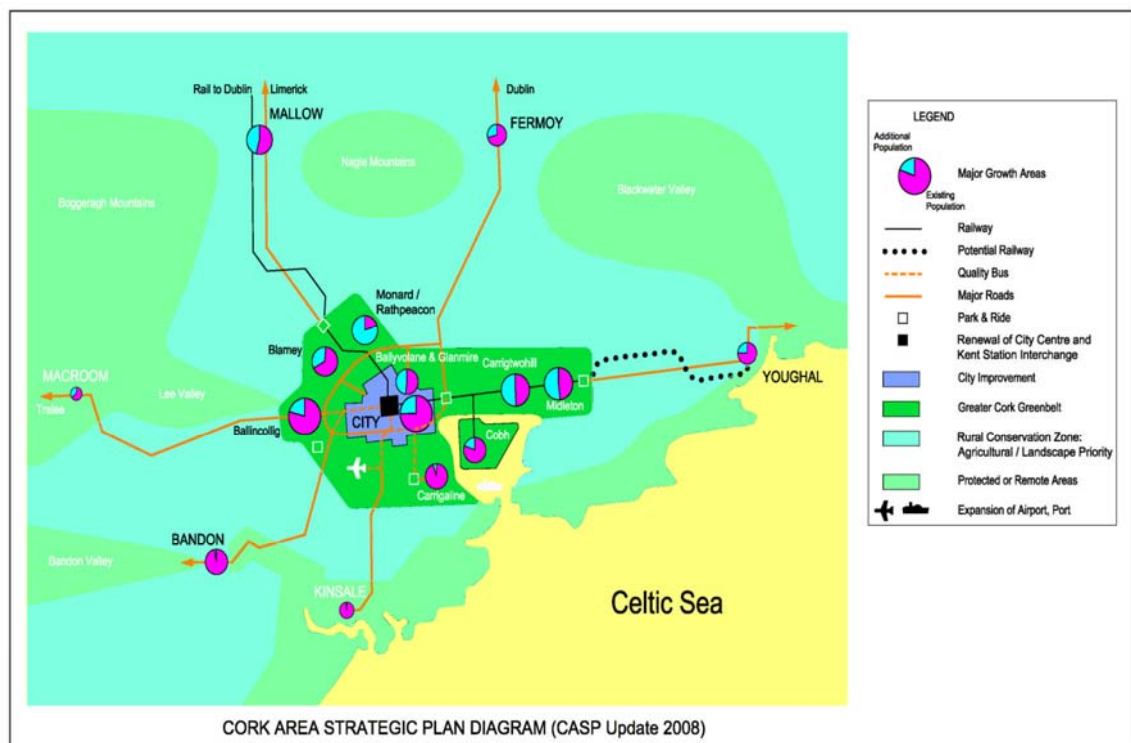 Rail to Dublin
Limerick
MALLOW
Dublin
FERMOY
Nagle Mountains
Blackwater Valley
Boggeragh Mountains
Monard /
Rathpeacon
Blarney
Ballyvolane & Glanmire
Carrigtwohill
MACROOM
Tralee
Lee Valley
YOUGHAL
Midleton
CITY
Ballincollig
Cobh
Carrigaline
BANDON
Bandon Valley
KINSALE
Celtic Sea
CORK AREA STRATEGIC PLAN DIAGRAM (CASP Update 2008)
LEGEND
Additional
Population
Major Growth Areas
Existing
Population
Railway
Potential Railway
Quality Bus
Major Roads
Park & Ride
Renewal of City Centre and
Kent Station Interchange
City Improvement
Greater Cork Greenbelt
Rural Conservation Zone:
Agricultural / Landscape Priority
Protected or Remote Areas
Expansion of Airport, Port